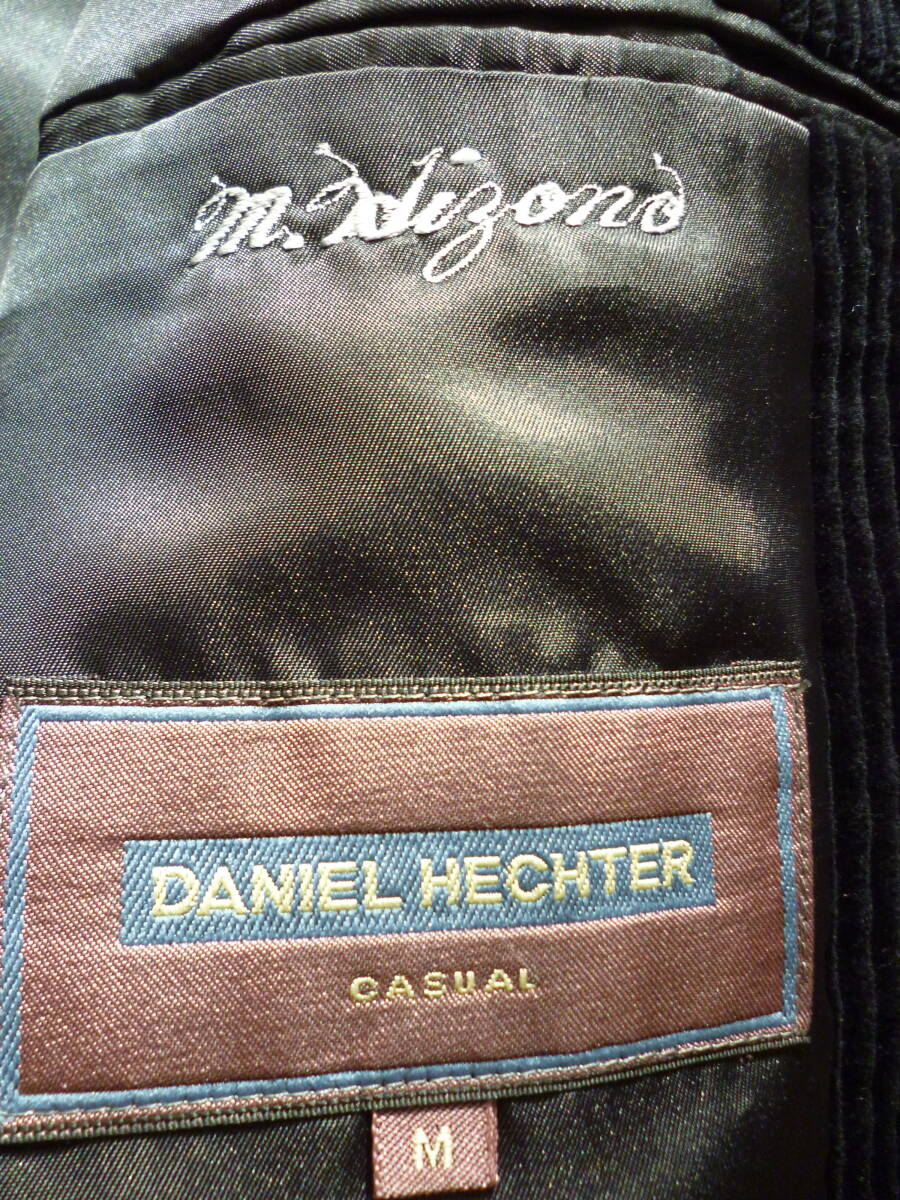 M.
DANIEL HECHTER
CASUAL
M